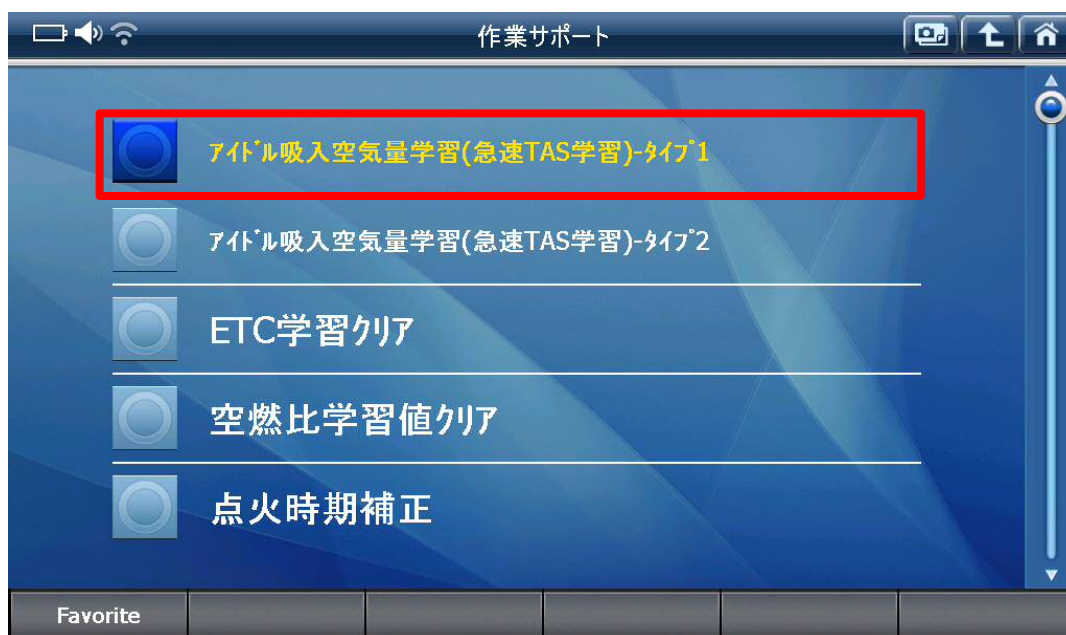 作業サポート
ｱｲﾄﾞﾙ吸入空気量学習(急速TAS学習)-ﾀｲﾌﾟ1
ｱｲﾄﾞﾙ吸入空気量学習(急速TAS学習)-ﾀｲﾌﾟ2
ETC学習ｸﾘｱ
空燃比学習値ｸﾘｱ
点火時期補正
Favorite